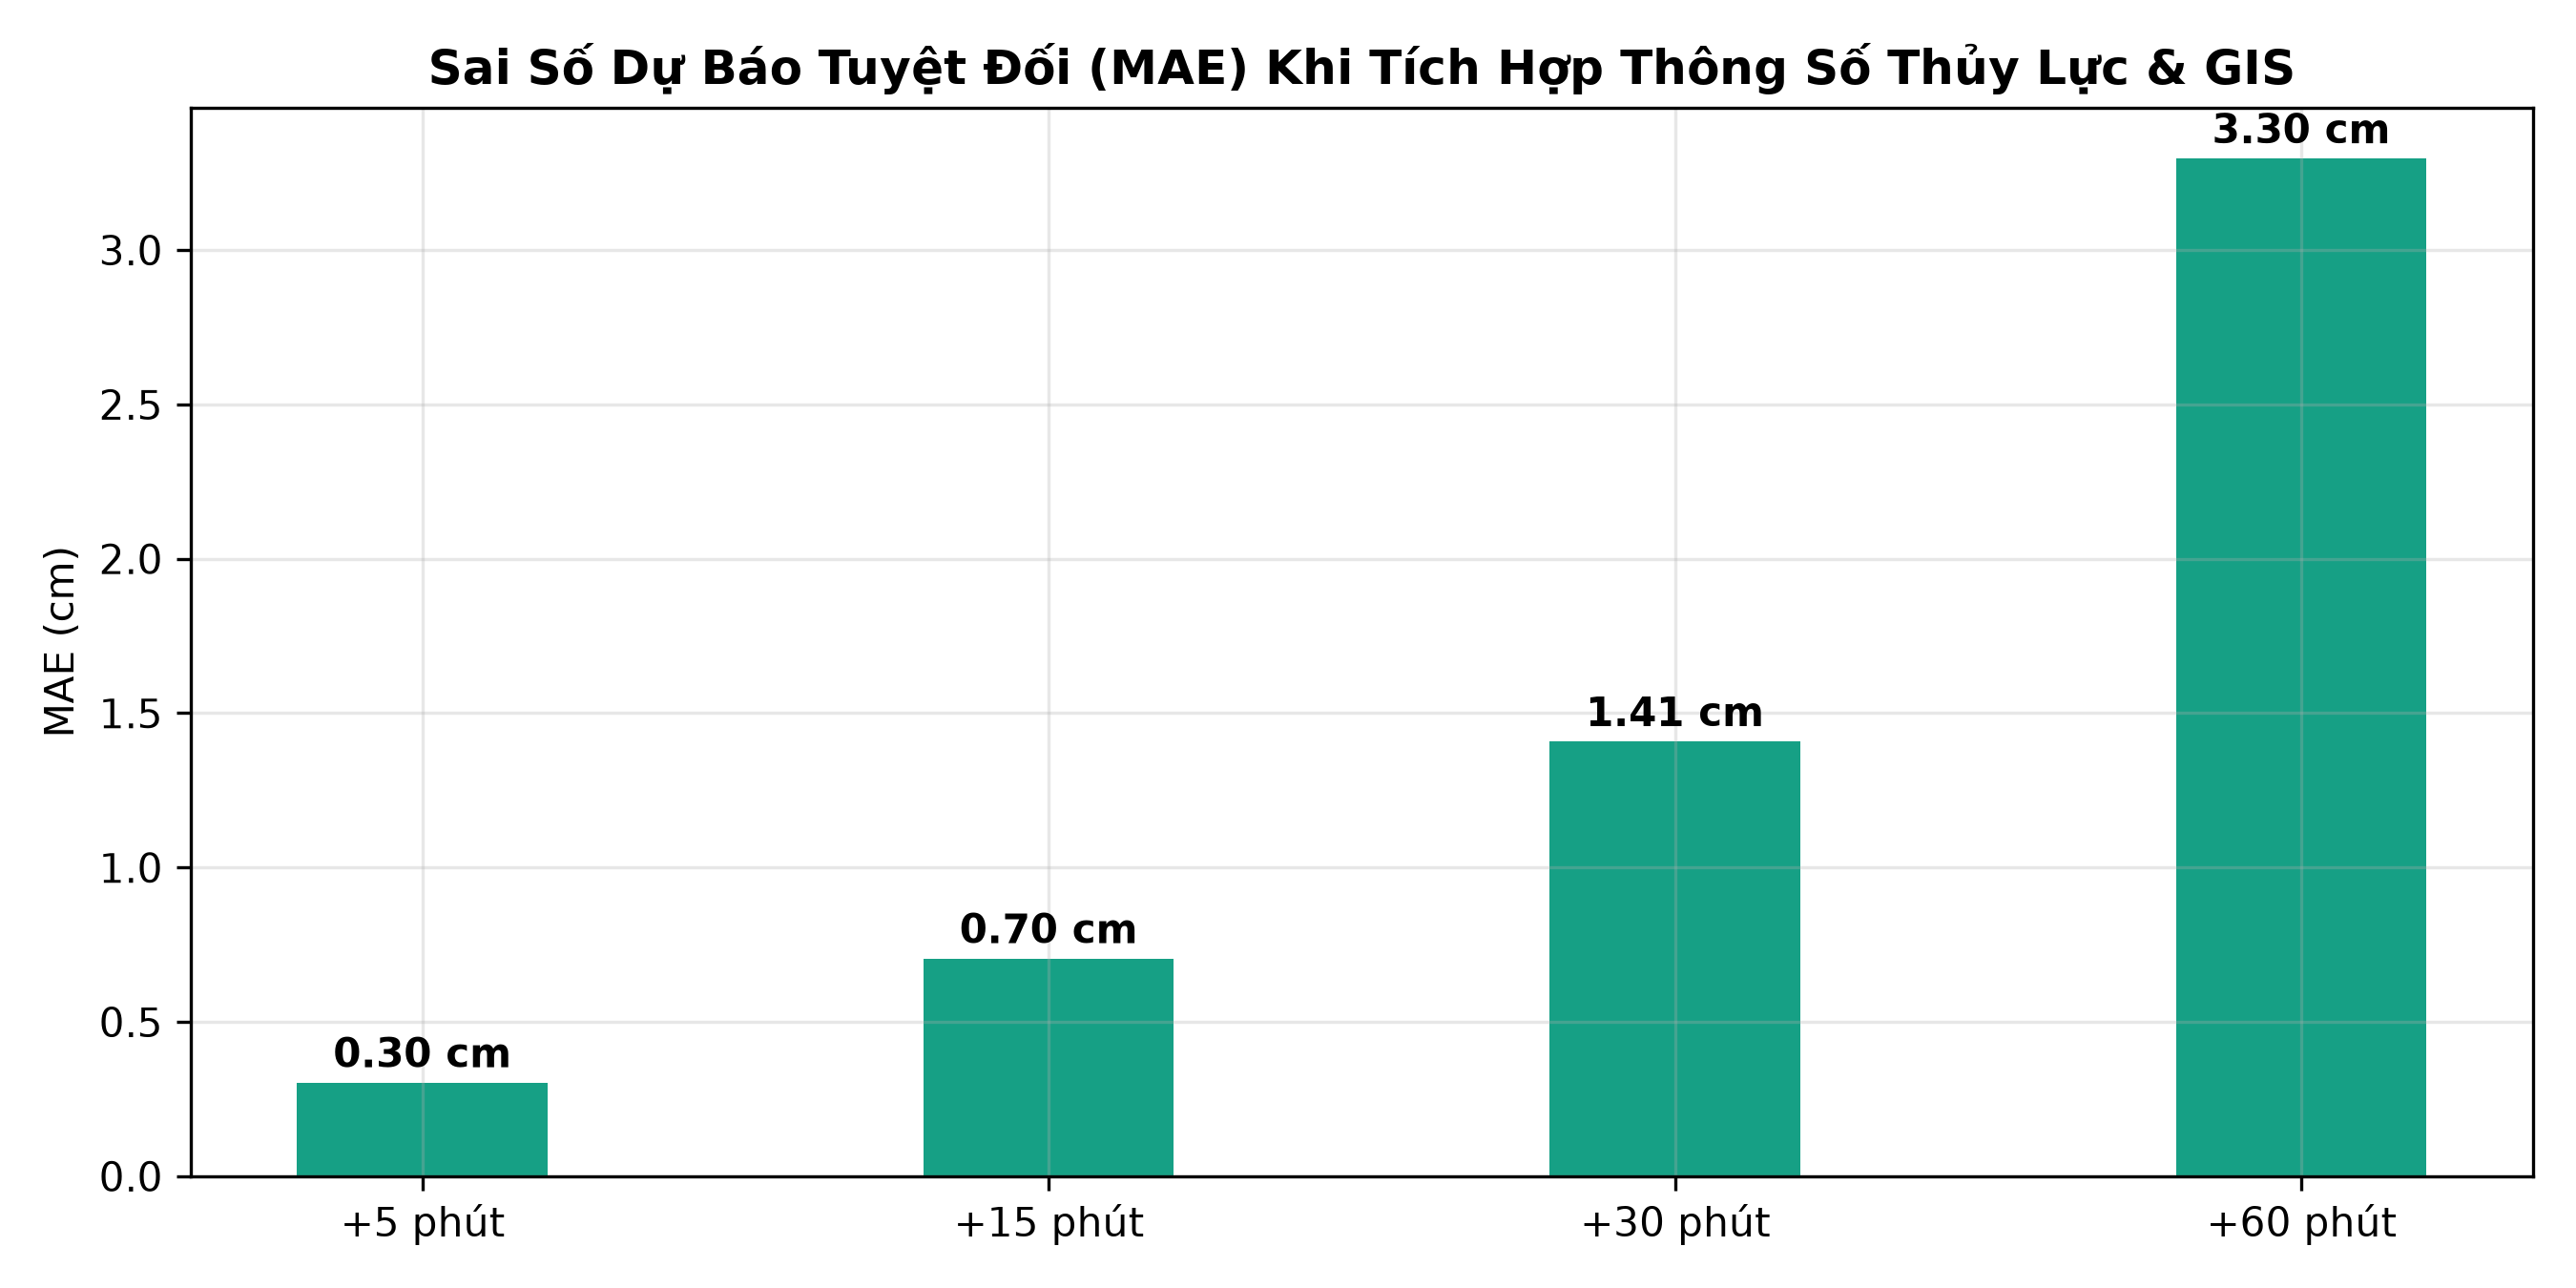 Sai Số Dự Báo Tuyệt Đối (MAE) Khi Tích Hợp Thông Số Thủy Lực & GIS
MAE (cm)
3.0
2.5
2.0
1.5
1.0
0.5
0.0
0.30 cm
0.70 cm
1.41 cm
3.30 cm
+5 phút
+15 phút
+30 phút
+60 phút